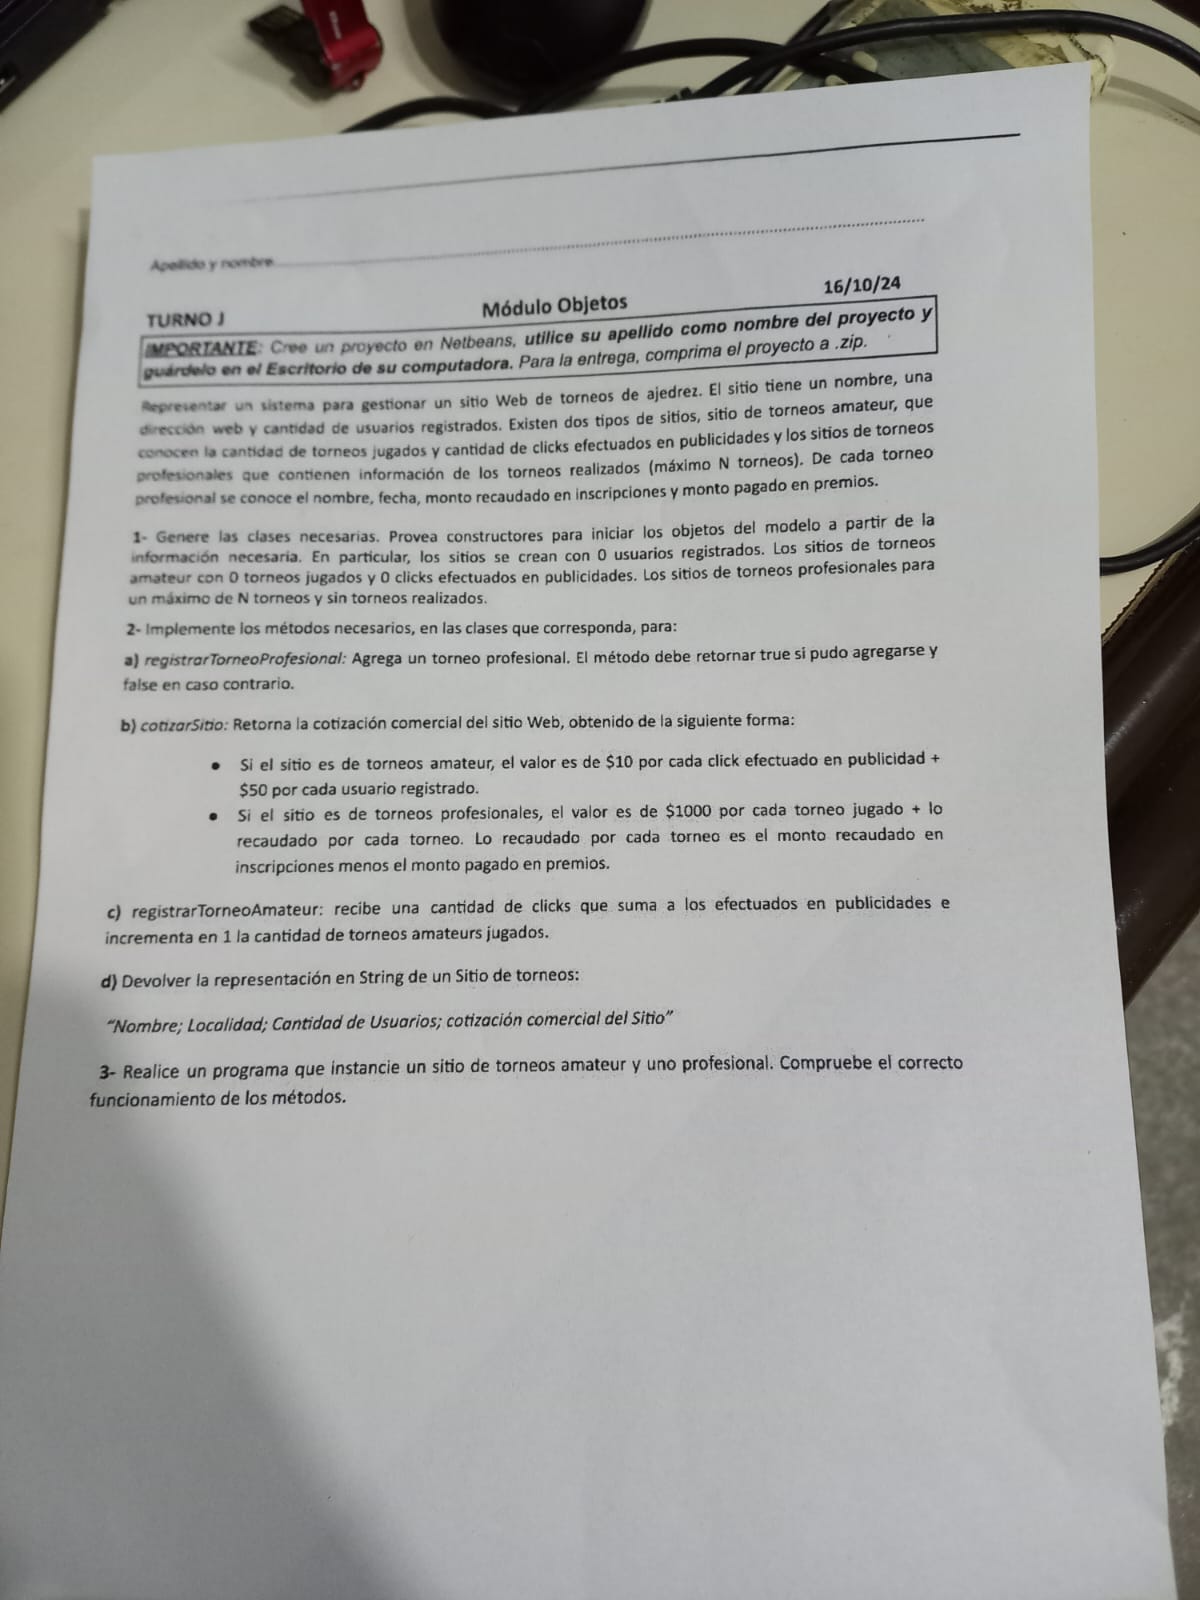 Apellido y nombre
TURNO J
Módulo Objetos
16/10/24
IMPORTANTE: Cree un proyecto en Netbeans, utilice su apellido como nombre del proyecto y
guárdelo en el Escritorio de su computadora. Para la entrega, comprima el proyecto a .zip.
Representar un sistema para gestionar un sitio Web de torneos de ajedrez. El sitio tiene un nombre, una
dirección web y cantidad de usuarios registrados. Existen dos tipos de sitios, sitio de torneos amateur, que
conocen la cantidad de torneos jugados y cantidad de clicks efectuados en publicidades y los sitios de torneos
profesionales que contienen información de los torneos realizados (máximo N torneos). De cada torneo
profesional se conoce el nombre, fecha, monto recaudado en inscripciones y monto pagado en premios.
1- Genere las clases necesarias. Provea constructores para iniciar los objetos del modelo a partir de la
información necesaria. En particular, los sitios se crean con 0 usuarios registrados. Los sitios de torneos
amateur con 0 torneos jugados y 0 clicks efectuados en publicidades. Los sitios de torneos profesionales para
un máximo de N torneos y sin torneos realizados.
2- Implemente los métodos necesarios, en las clases que corresponda, para:
a) registrarTorneoProfesional: Agrega un torneo profesional. El método debe retornar true si pudo agregarse y
false en caso contrario.
b) cotizarSitio: Retorna la cotización comercial del sitio Web, obtenido de la siguiente forma:
• Si el sitio es de torneos amateur, el valor es de $10 por cada click efectuado en publicidad +
$50 por cada usuario registrado.
• Si el sitio es de torneos profesionales, el valor es de $1000 por cada torneo jugado + lo
recaudado por cada torneo. Lo recaudado por cada torneo es el monto recaudado en
inscripciones menos el monto pagado en premios.
c) registrarTorneoAmateur: recibe una cantidad de clicks que suma a los efectuados en publicidades e
incrementa en 1 la cantidad de torneos amateurs jugados.
d) Devolver la representación en String de un Sitio de torneos:
“Nombre; Localidad; Cantidad de Usuarios; cotización comercial del Sitio”
3- Realice un programa que instancie un sitio de torneos amateur y uno profesional. Compruebe el correcto
funcionamiento de los métodos.